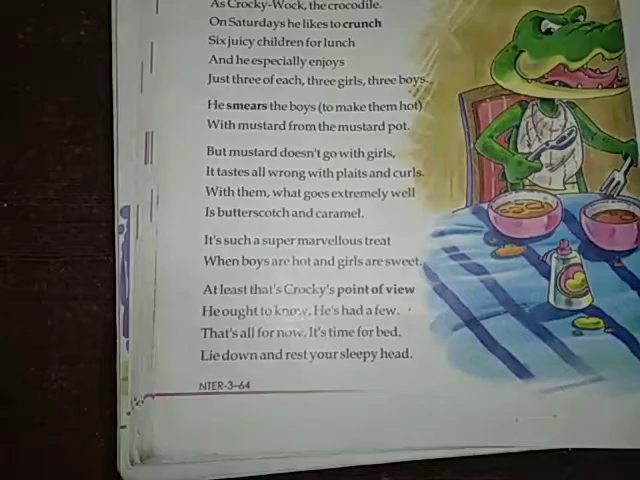 As Crocky-Wock, the crocodile.
On Saturdays he likes to crunch
Six juicy children for lunch
And he especially enjoys
Just three of each, three girls, three boys.
He smears the boys (to make them hot)
With mustard from the mustard pot.
But mustard doesn't go with girls,
It tastes all wrong with plaits and curls.
With them, what goes extremely well
Is butterscotch and caramel.
It's such a super marvellous treat
When boys are hot and girls are sweet.
At least that's Crocky's point of view
He ought to know. He's had a few.
That's all for now. It's time for bed.
Lie down and rest your sleepy head.
NTER-3–64